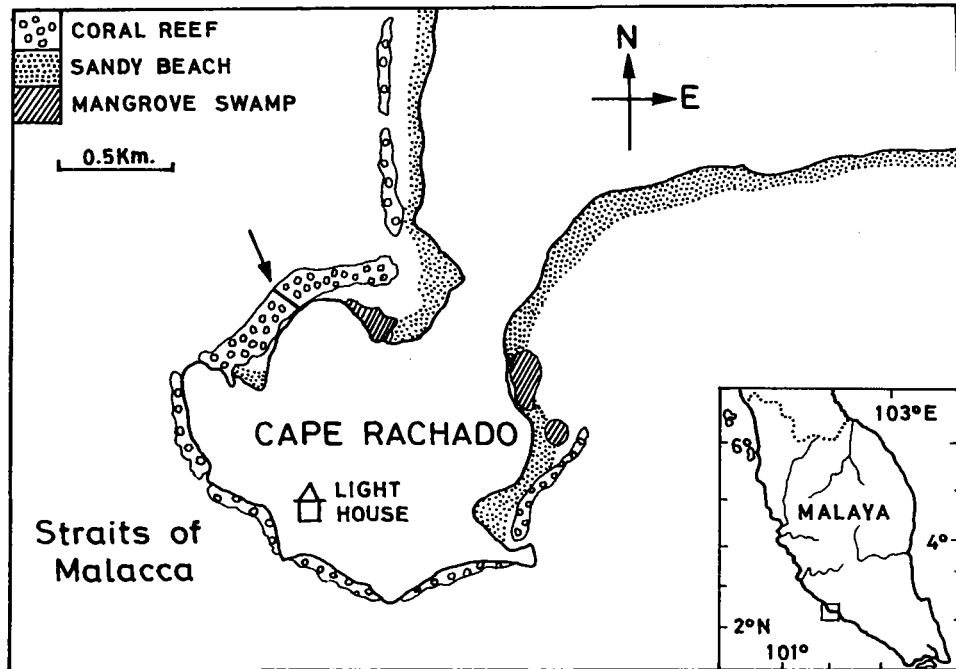 CORAL REEF
SANDY BEACH
MANGROVE SWAMP
0.5Km.
N
E
CAPE RACHADO
LIGHT
HOUSE
Straits of
Malacca
103°E
6°
MALAYA
4°
2°N
101°